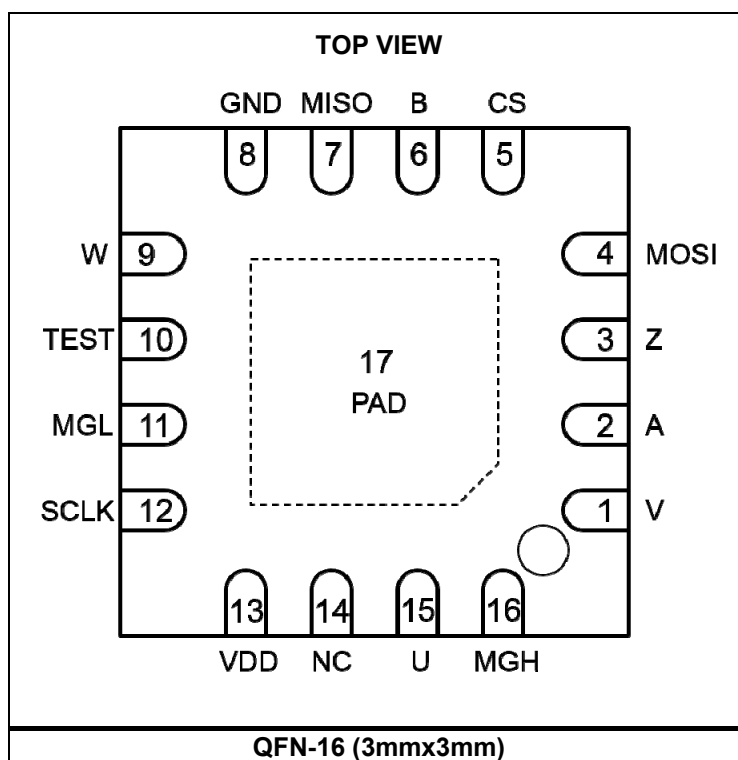 TOP VIEW
GND MISO B CS
8 7 6 5
W 9 4 MOSI
TEST 10 3 Z
17
PAD
MGL 11 2 A
SCLK 12 1 V
13 14 15 16
VDD NC U MGH
QFN-16 (3mmx3mm)